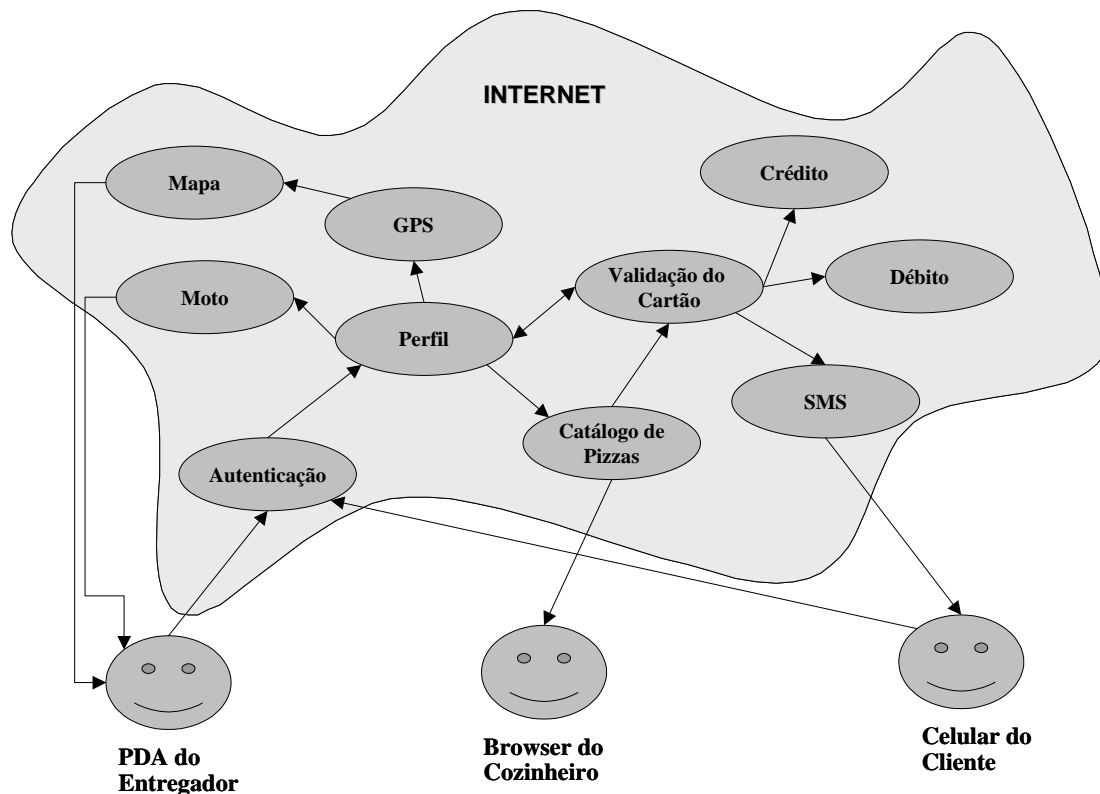 INTERNET
Crédito
Mapa
GPS
Validação do
Cartão
Débito
Moto
Perfil
SMS
Catálogo de
Pizzas
Autenticação
PDA do
Entregador
Browser do
Cozinheiro
Celular do
Cliente